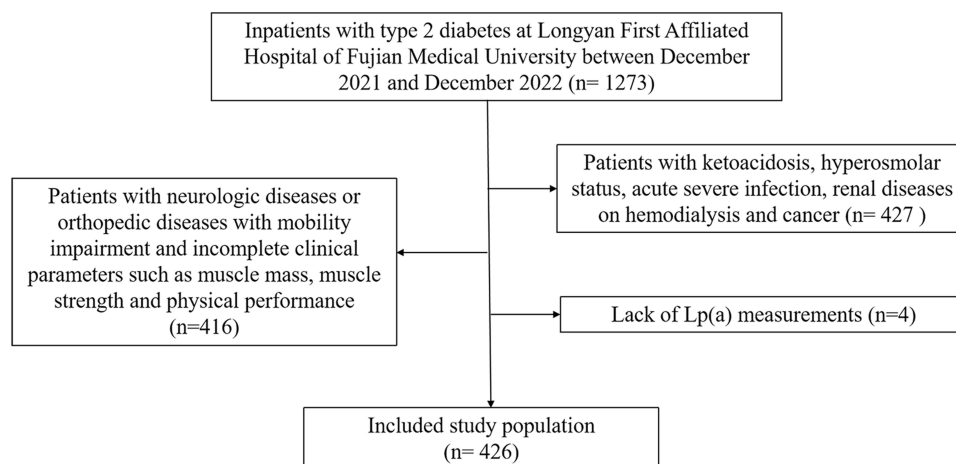 Inpatients with type 2 diabetes at Longyan First Affiliated
Hospital of Fujian Medical University between December
2021 and December 2022 (n= 1273)
Patients with ketoacidosis, hyperosmolar
status, acute severe infection, renal diseases
on hemodialysis and cancer (n= 427 )
Patients with neurologic diseases or
orthopedic diseases with mobility
impairment and incomplete clinical
parameters such as muscle mass, muscle
strength and physical performance
(n=416)
Lack of Lp(a) measurements (n=4)
Included study population
(n= 426)